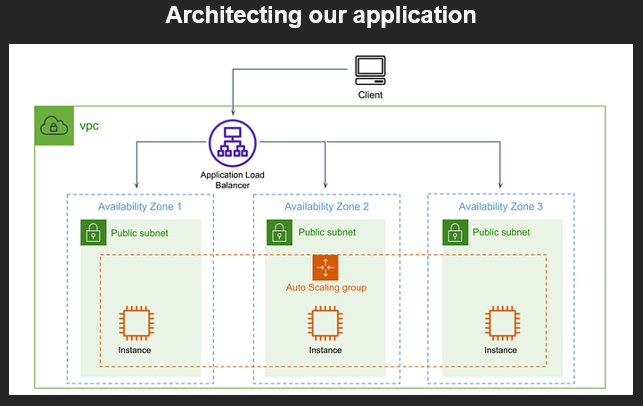 Architecting our application
Client
vpc
Application Load
Balancer
Availability Zone 1
Availability Zone 2
Availability Zone 3
Public subnet
Public subnet
Public subnet
Auto Scaling group
Instance
Instance
Instance